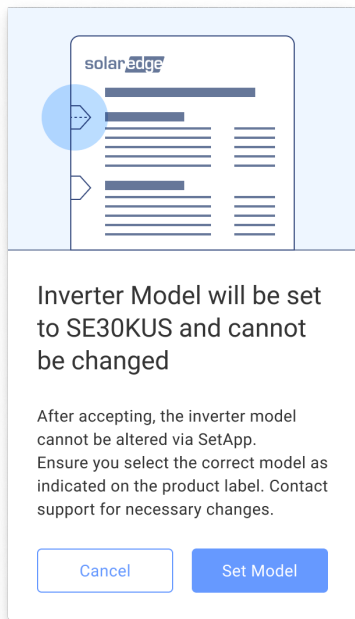 solaredge
Inverter Model will be set
to SE30KUS and cannot
be changed
After accepting, the inverter model
cannot be altered via SetApp.
Ensure you select the correct model as
indicated on the product label. Contact
support for necessary changes.
Cancel
Set Model